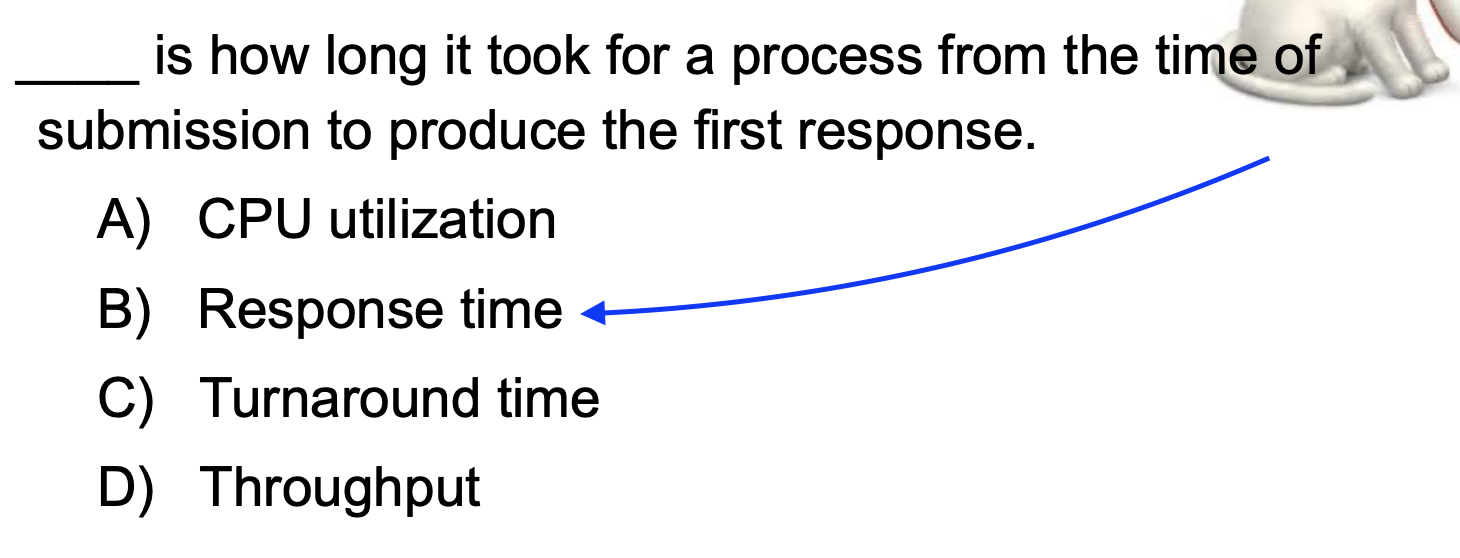 ____ is how long it took for a process from the time of
submission to produce the first response.
A) CPU utilization
B) Response time
C) Turnaround time
D) Throughput